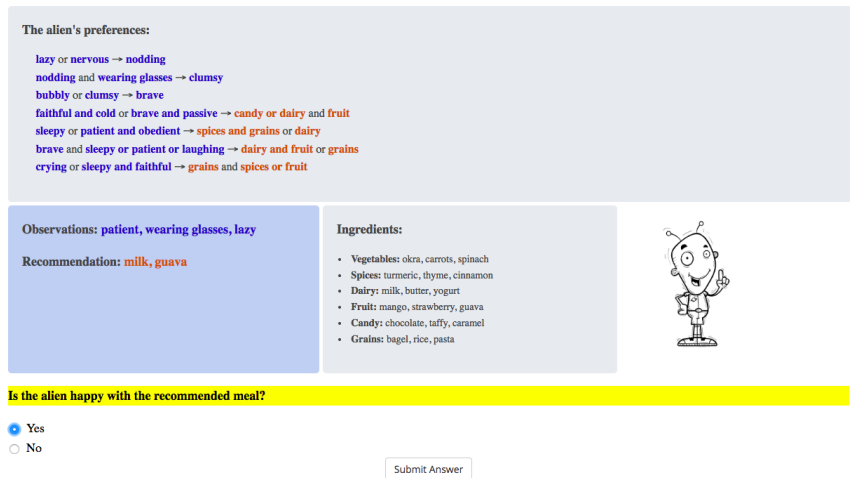 The alien's preferences:
lazy or nervous → nodding
nodding and wearing glasses → clumsy
bubbly or clumsy → brave
faithful and cold or brave and passive → candy or dairy and fruit
sleepy or patient and obedient → spices and grains or dairy
brave and sleepy or patient or laughing → dairy and fruit or grains
crying or sleepy and faithful → grains and spices or fruit
Observations: patient, wearing glasses, lazy
Recommendation: milk, guava
Ingredients:
• Vegetables: okra, carrots, spinach
• Spices: turmeric, thyme, cinnamon
• Dairy: milk, butter, yogurt
• Fruit: mango, strawberry, guava
• Candy: chocolate, taffy, caramel
• Grains: bagel, rice, pasta
Is the alien happy with the recommended meal?
Yes
No
Submit Answer